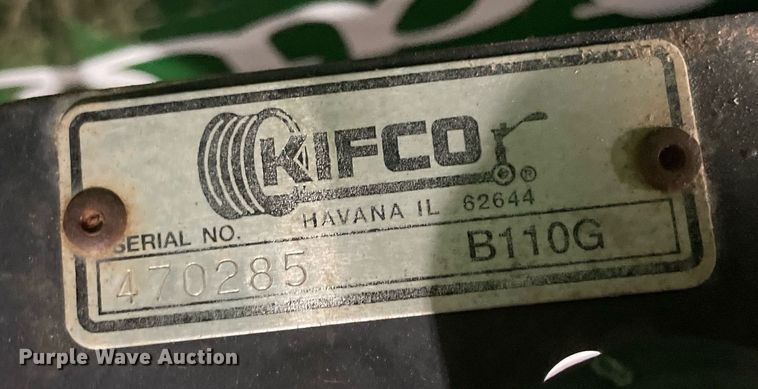 KIFCO ®
HAVANA IL 62644
SERIAL NO.
470285 B110G
Purple Wave Auction